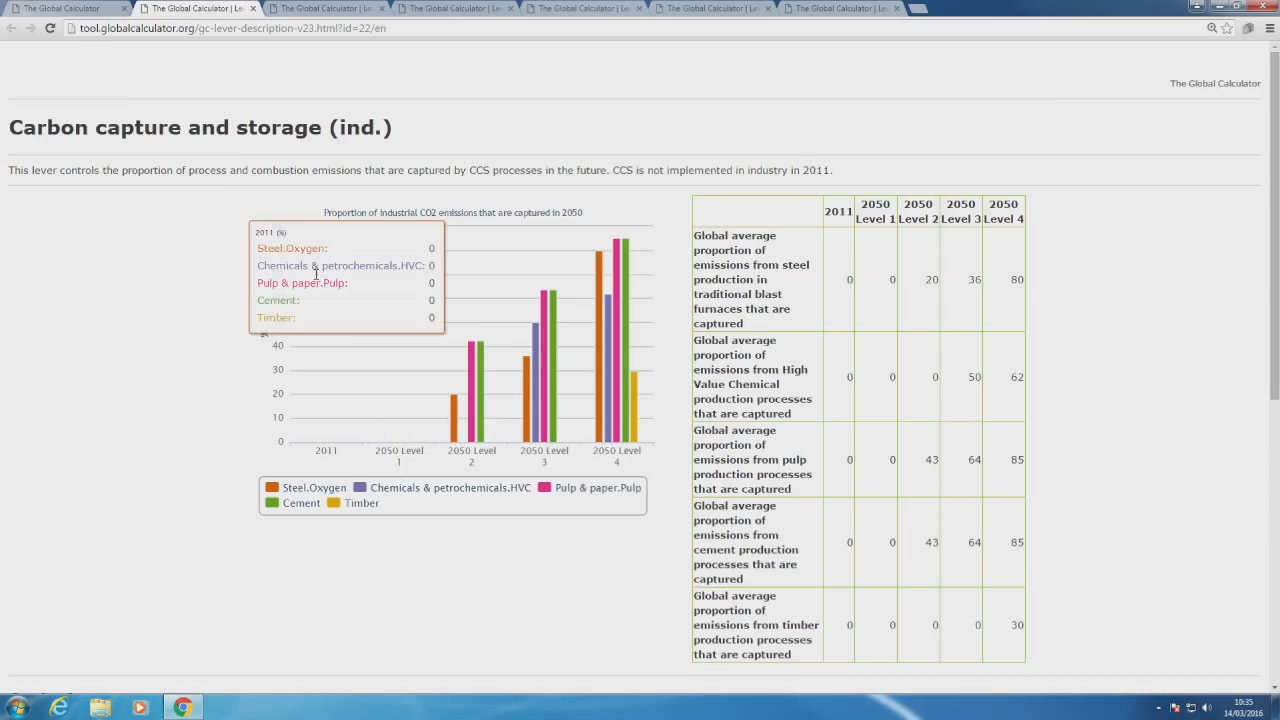 The Global Calculator
The Global Calculator | Le
The Global Calculator | Le
The Global Calculator | Le
The Global Calculator | Le
The Global Calculator | Le
The Global Calculator | Le
tool.globalcalculator.org/gc-lever-description-v23.html?id=22/en
The Global Calculator
Carbon capture and storage (ind.)
This lever controls the proportion of process and combustion emissions that are captured by CCS processes in the future. CCS is not implemented in industry in 2011.
Proportion of industrial CO2 emissions that are captured in 2050
2011 (%)
Steel.Oxygen: 0
Chemicals & petrochemicals.HVC: 0
Pulp & paper.Pulp: 0
Cement: 0
Timber: 0
40
30
20
10
0
2011
2050 Level 1
2050 Level 2
2050 Level 3
2050 Level 4
Steel.Oxygen Chemicals & petrochemicals.HVC Pulp & paper.Pulp
Cement Timber
2011 2050 Level 1 2050 Level 2 2050 Level 3 2050 Level 4
Global average
proportion of
emissions from steel
production in
traditional blast
furnaces that are
captured
0 0 20 36 80
Global average
proportion of
emissions from High
Value Chemical
production processes
that are captured
0 0 0 50 62
Global average
proportion of
emissions from pulp
production processes
that are captured
0 0 43 64 85
Global average
proportion of
emissions from
cement production
processes that are
captured
0 0 43 64 85
Global average
proportion of
emissions from timber
production processes
that are captured
0 0 0 0 30
10:35
14/03/2016